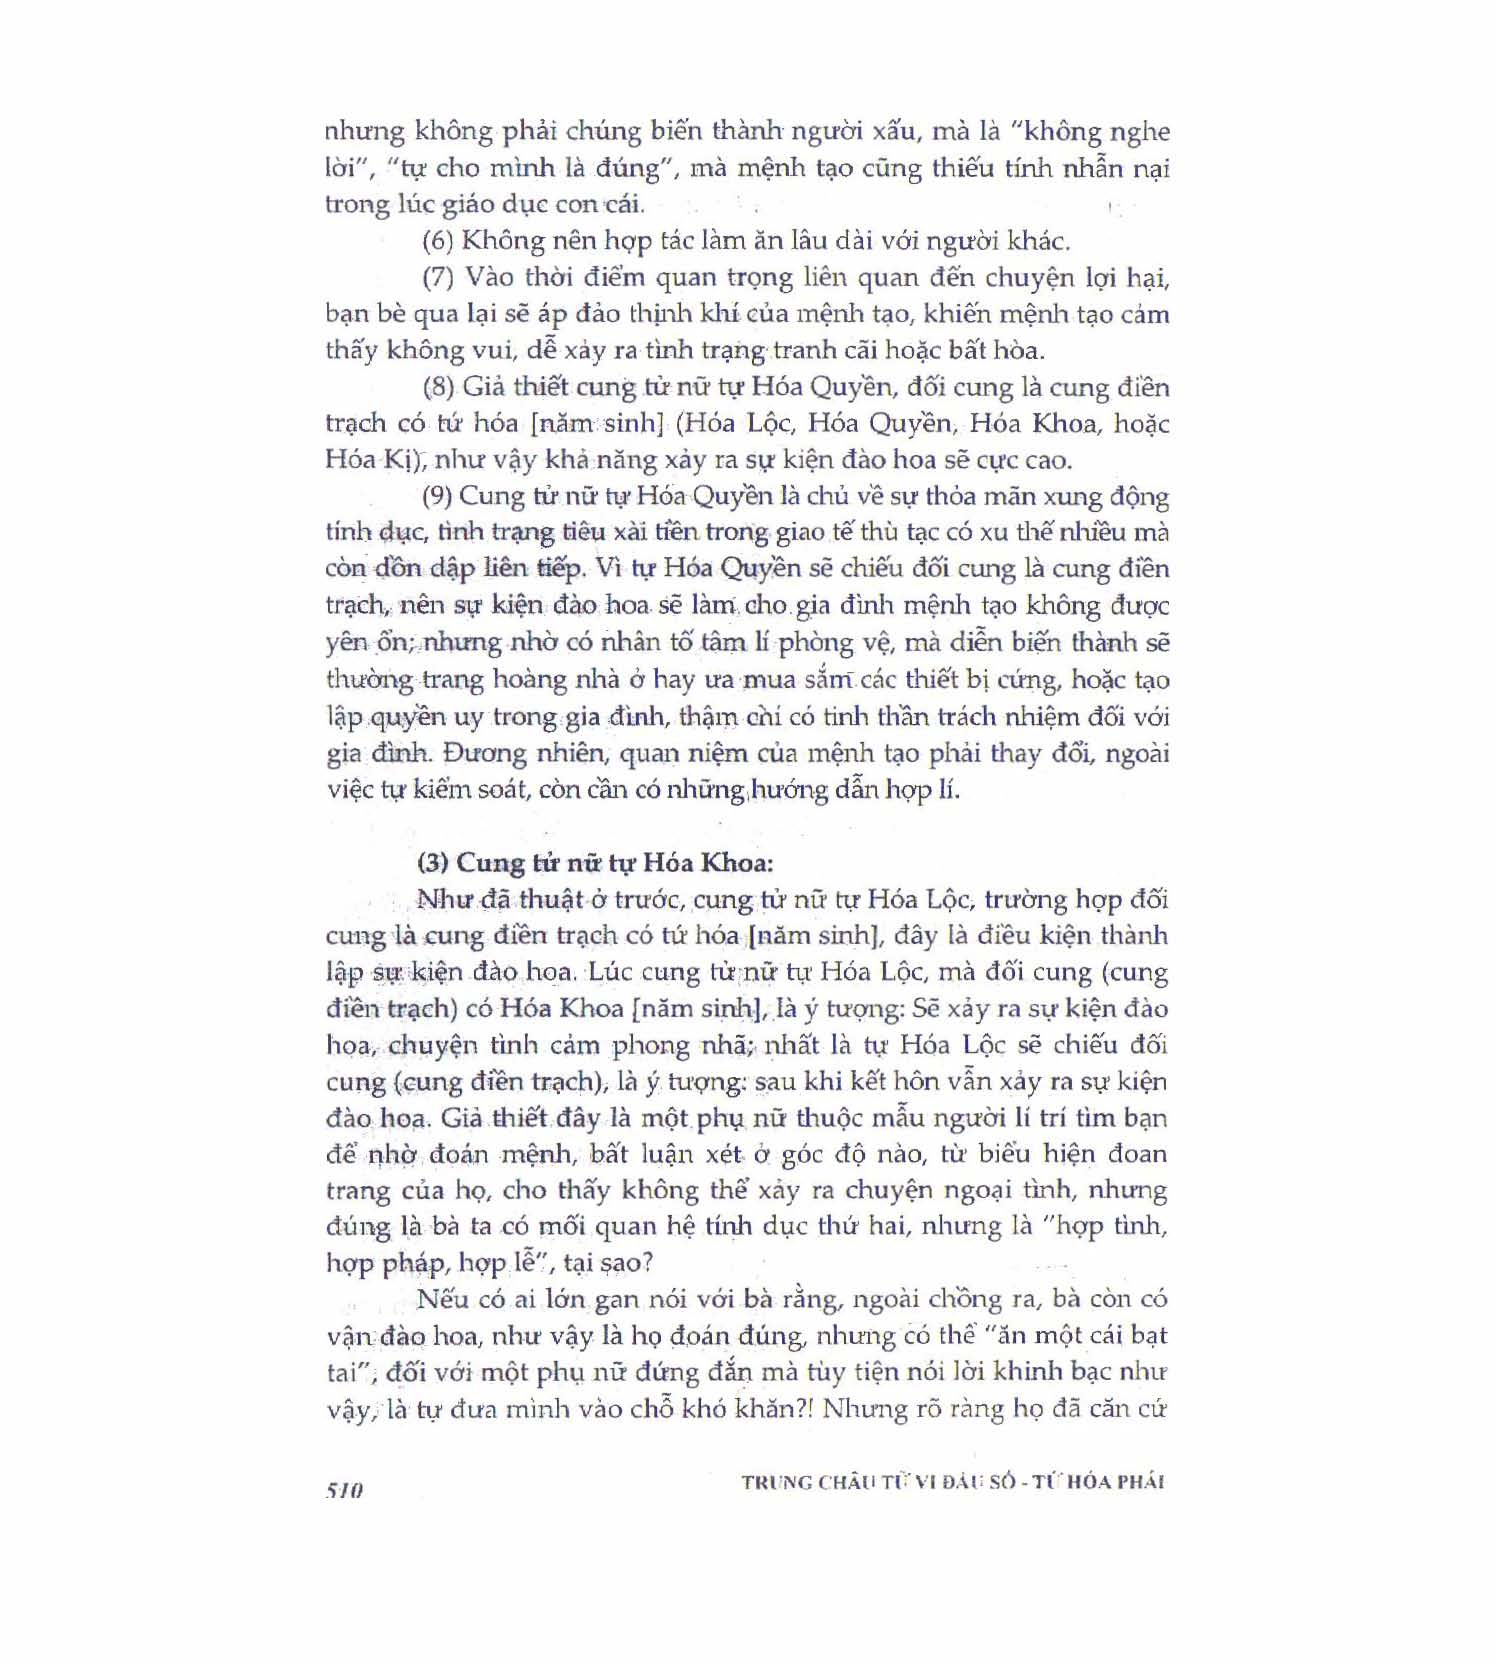 nhưng không phải chúng biến thành người xấu, mà là "không nghe
lời", "tự cho mình là đúng", mà mệnh tạo cũng thiếu tính nhẫn nại
trong lúc giáo dục con cái.
(6) Không nên hợp tác làm ăn lâu dài với người khác.
(7) Vào thời điểm quan trọng liên quan đến chuyện lợi hại,
bạn bè qua lại sẽ áp đảo thịnh khí của mệnh tạo, khiến mệnh tạo cảm
thấy không vui, dễ xảy ra tình trạng tranh cãi hoặc bất hòa.
(8) Giả thiết cung tử nữ tự Hóa Quyền, đối cung là cung điền
trạch có tứ hóa [năm sinh] (Hóa Lộc, Hóa Quyền, Hóa Khoa, hoặc
Hóa Kị), như vậy khả năng xảy ra sự kiện đào hoa sẽ cực cao.
(9) Cung tử nữ tự Hóa Quyền là chủ về sự thỏa mãn xung động
tính dục, tình trạng tiêu xài tiền trong giao tế thù tạc có xu thế nhiều mà
còn dồn dập liên tiếp. Vì tự Hóa Quyền sẽ chiếu đối cung là cung điền
trạch, nên sự kiện đào hoa sẽ làm cho gia đình mệnh tạo không được
yên ổn; nhưng nhờ có nhân tố tâm lí phòng vệ, mà diễn biến thành sẽ
thường trang hoàng nhà ở hay ưa mua sắm các thiết bị cứng, hoặc tạo
lập quyền uy trong gia đình, thậm chí có tinh thần trách nhiệm đối với
gia đình. Đương nhiên, quan niệm của mệnh tạo phải thay đổi, ngoài
việc tự kiểm soát, còn cần có những hướng dẫn hợp lí.
(3) Cung tử nữ tự Hóa Khoa:
Như đã thuật ở trước, cung tử nữ tự Hóa Lộc, trường hợp đối
cung là cung điền trạch có tứ hóa [năm sinh], đây là điều kiện thành
lập sự kiện đào hoa. Lúc cung tử nữ tự Hóa Lộc, mà đối cung (cung
điền trạch) có Hóa Khoa [năm sinh], là ý tượng: Sẽ xảy ra sự kiện đào
hoa, chuyện tình cảm phong nhã; nhất là tự Hóa Lộc sẽ chiếu đối
cung (cung điền trạch), là ý tượng: sau khi kết hôn vẫn xảy ra sự kiện
đào hoa. Giả thiết đây là một phụ nữ thuộc mẫu người lí trí tìm bạn
để nhờ đoán mệnh, bất luận xét ở góc độ nào, từ biểu hiện đoan
trang của họ, cho thấy không thể xảy ra chuyện ngoại tình, nhưng
đúng là bà ta có mối quan hệ tính dục thứ hai, nhưng là "hợp tình,
hợp pháp, hợp lễ", tại sao?
Nếu có ai lớn gan nói với bà rằng, ngoài chồng ra, bà còn có
vận đào hoa, như vậy là họ đoán đúng, nhưng có thể "ăn một cái bạt
tai", đối với một phụ nữ đứng đắn mà tùy tiện nói lời khinh bạc như
vậy, là tự đưa mình vào chỗ khó khăn?! Nhưng rõ ràng họ đã căn cứ
510
TRUNG CHÂU TỬ VI ĐẨU SỐ - TỨ HÓA PHÁI